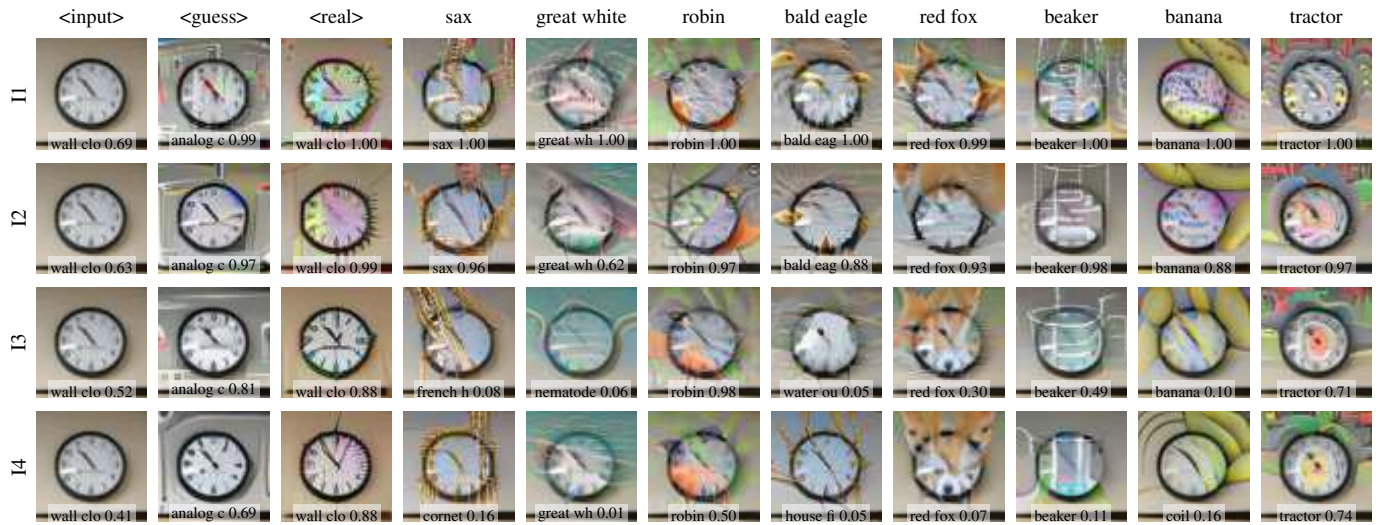 <input> <guess> <real> sax great white robin bald eagle red fox beaker banana tractor
I1
wall clo 0.69 analog c 0.99 wall clo 1.00 sax 1.00 great wh 1.00 robin 1.00 bald eag 1.00 red fox 0.99 beaker 1.00 banana 1.00 tractor 1.00
I2
wall clo 0.63 analog c 0.97 wall clo 0.99 sax 0.96 great wh 0.62 robin 0.97 bald eag 0.88 red fox 0.93 beaker 0.98 banana 0.88 tractor 0.97
I3
wall clo 0.52 analog c 0.81 wall clo 0.88 french h 0.08 nematode 0.06 robin 0.98 water ou 0.05 red fox 0.30 beaker 0.49 banana 0.10 tractor 0.71
I4
wall clo 0.41 analog c 0.69 wall clo 0.88 cornet 0.16 great wh 0.01 robin 0.50 house fi 0.05 red fox 0.07 beaker 0.11 coil 0.16 tractor 0.74